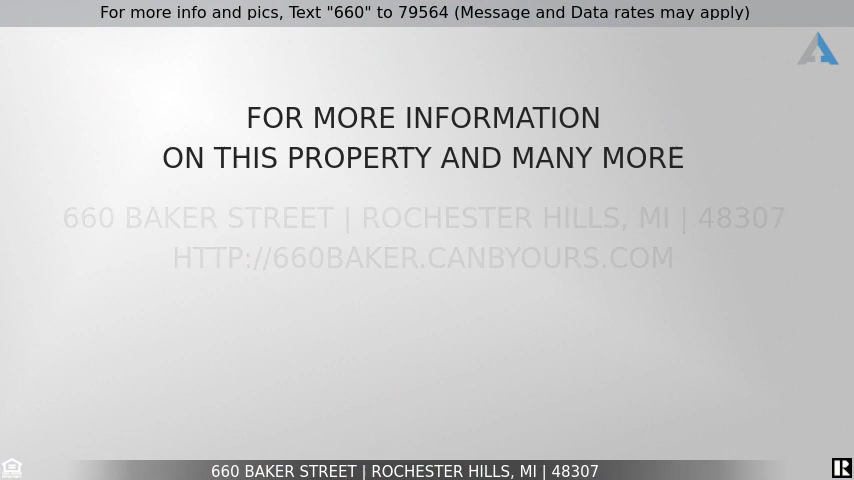 For more info and pics, Text "660" to 79564 (Message and Data rates may apply)
FOR MORE INFORMATION
ON THIS PROPERTY AND MANY MORE
660 BAKER STREET | ROCHESTER HILLS, MI | 48307
HTTP://660BAKER.CANBYOURS.COM
660 BAKER STREET | ROCHESTER HILLS, MI | 48307